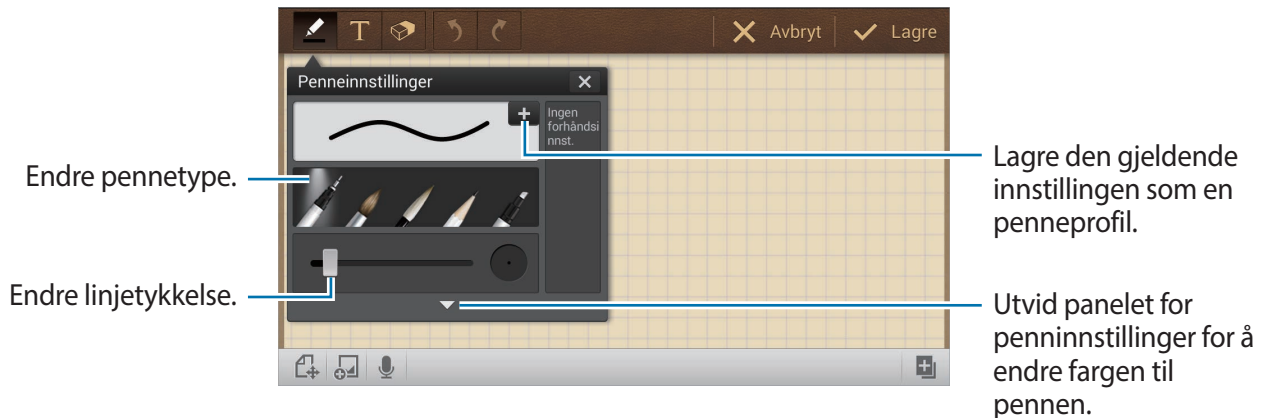 T
Avbryt
Lagre
Penneinnstillinger
Ingen
forhåndsi
nnst.
Endre pennetype.
Endre linjetykkelse.
Lagre den gjeldende
innstillingen som en
penneprofil.
Utvid panelet for
penninnstillinger for å
endre fargen til
pennen.